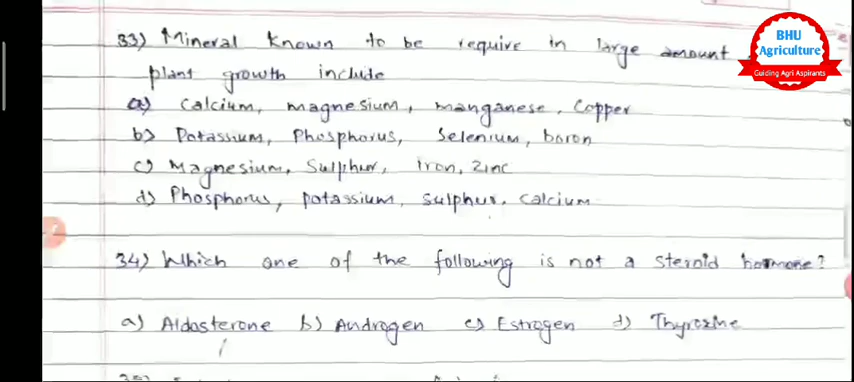 33) Mineral known to be require in large amount
plant growth include
a) Calcium, magnesium, manganese, Copper
b) Potassium, Phosphorus, Selenium, boron
c) Magnesium, Sulphur, iron, Zinc
d) Phosphorus, potassium, sulphur, calcium
34) Which one of the following is not a steroid hormone?
a) Aldosterone b) Androgen c) Estrogen d) Thyroxine
BHU
Agriculture
Guiding Agri Aspirants